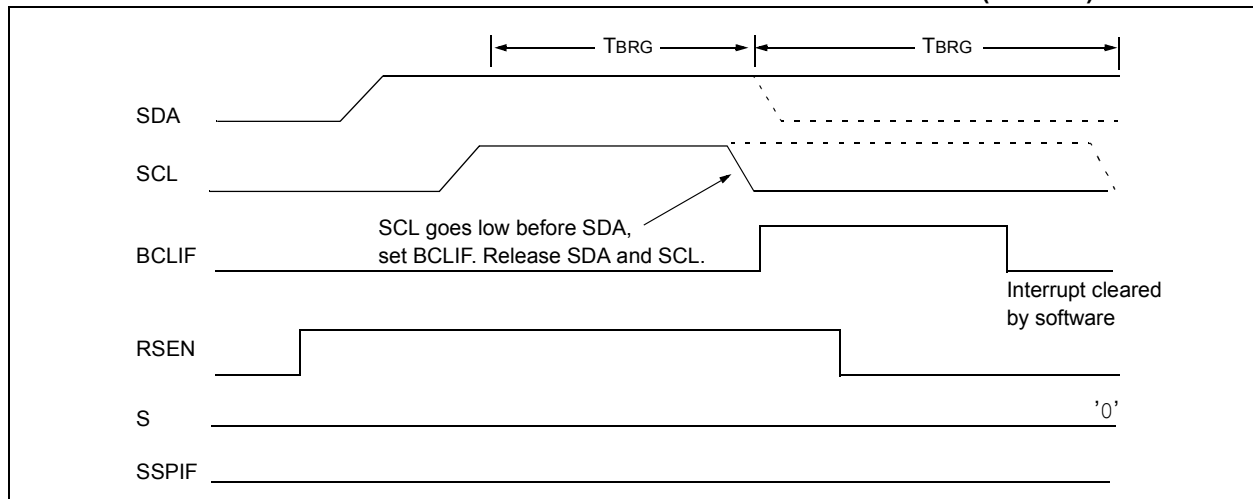 TBRG TBRG
SDA
SCL
SCL goes low before SDA,
set BCLIF. Release SDA and SCL.
BCLIF
Interrupt cleared
by software
RSEN
S '0'
SSPIF